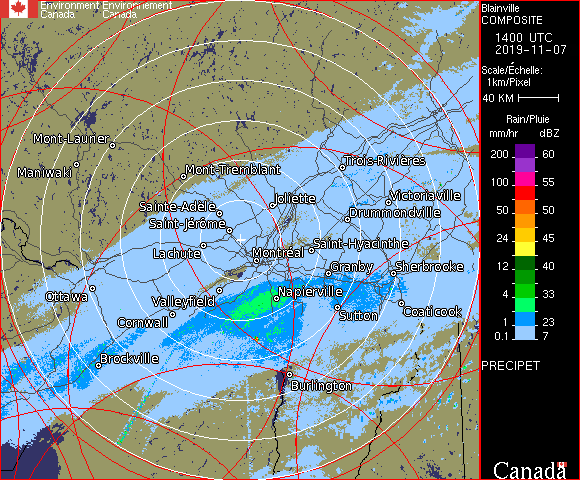 Environment Environnement
Canada Canada
Blainville
COMPOSITE
1400 UTC
2019-11-07
Scale/Échelle:
1km/Pixel
40 KM
Rain/Pluie
mm/hr dBZ
200 60
100 55
50 50
24 45
12 40
4 33
1 23
0.1 7
PRECIPET
Canada
Mont-Laurier
Maniwaki
Mont-Tremblant
Trois-Rivières
Joliette
Victoriaville
Sainte-Adèle
Drummondville
Saint-Jérôme
Saint-Hyacinthe
Lachute
Montréal
Granby
Sherbrooke
Ottawa
Napierville
Valleyfield
Coaticook
Sutton
Cornwall
Brockville
Burlington